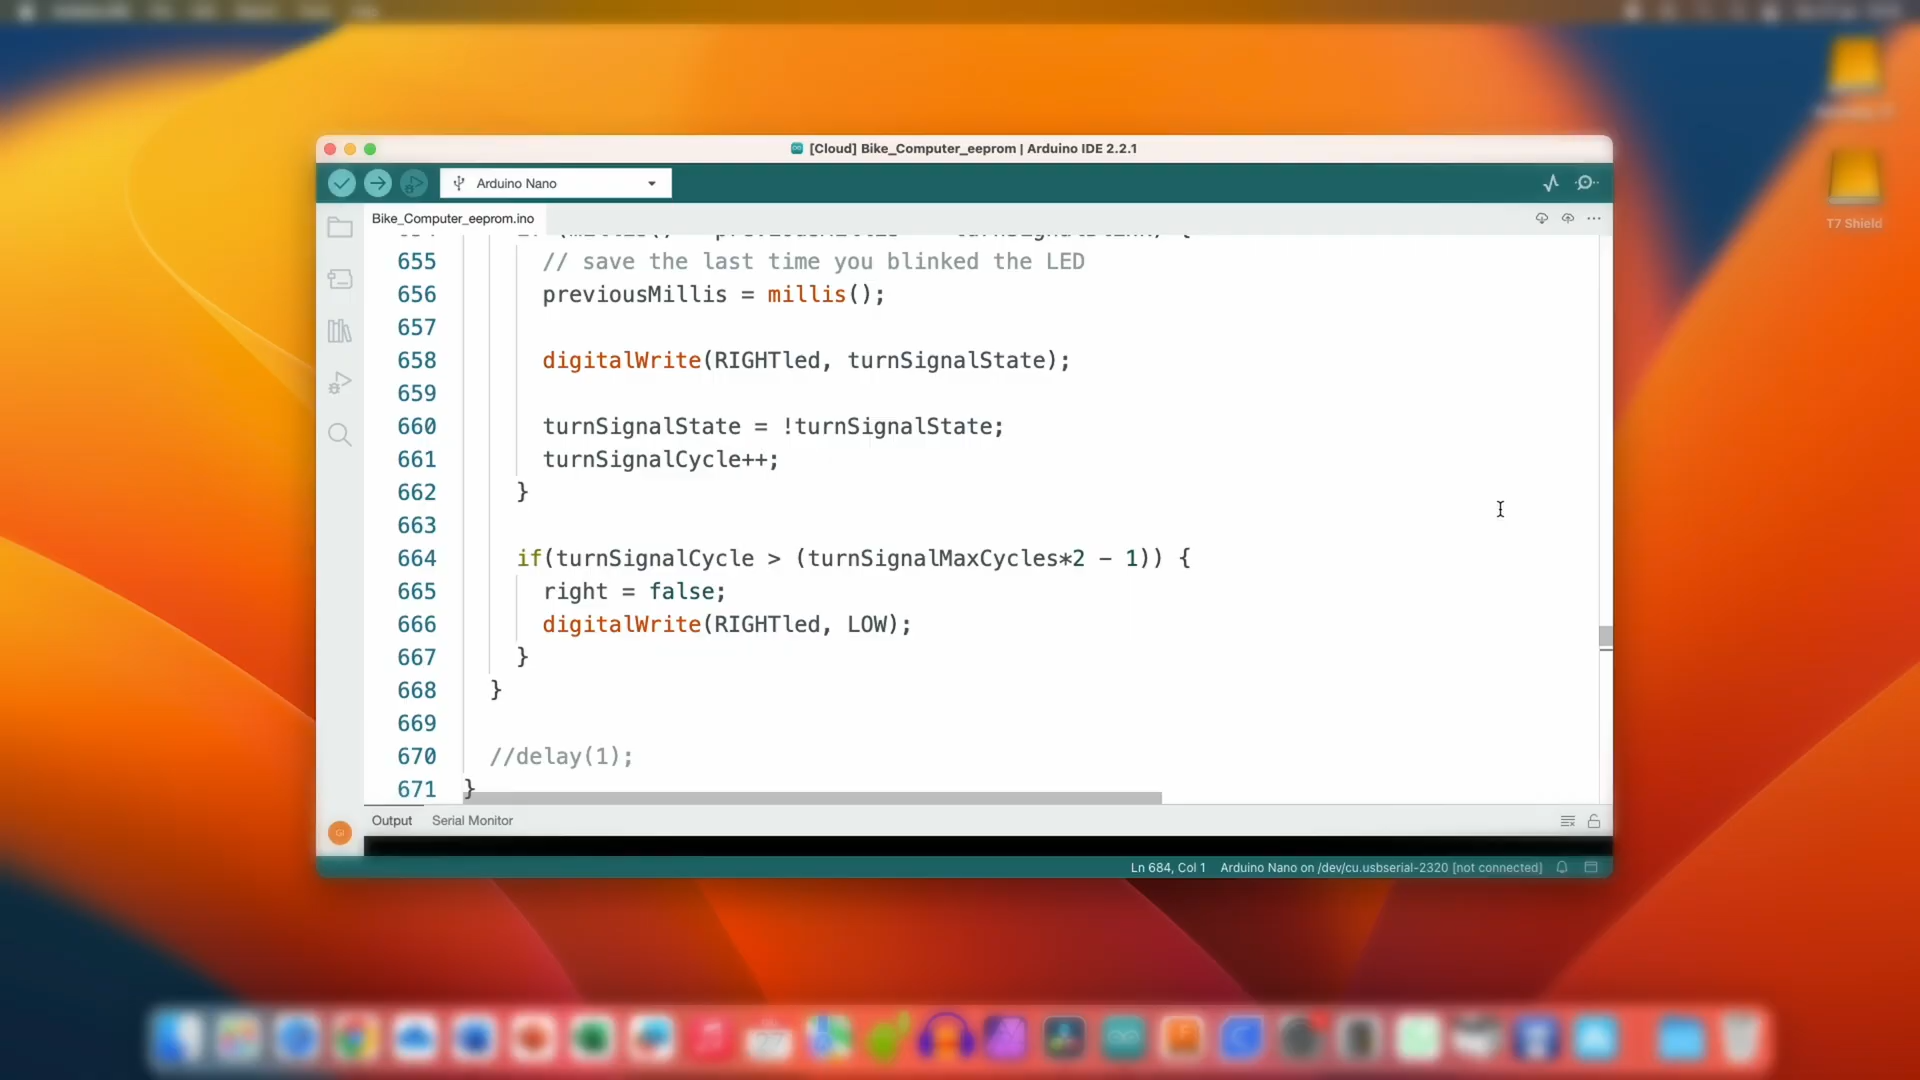 [Cloud] Bike_Computer_eeprom | Arduino IDE 2.2.1
Arduino Nano
Bike_Computer_eeprom.ino
655 // save the last time you blinked the LED
656 previousMillis = millis();
657
658 digitalWrite(RIGHTled, turnSignalState);
659
660 turnSignalState = !turnSignalState;
661 turnSignalCycle++;
662 }
663
664 if(turnSignalCycle > (turnSignalMaxCycles*2 - 1)) {
665 right = false;
666 digitalWrite(RIGHTled, LOW);
667 }
668 }
669
670 //delay(1);
671 }
Output Serial Monitor
Ln 684, Col 1 Arduino Nano on /dev/cu.usbserial-2320 [not connected]
T7 Shield